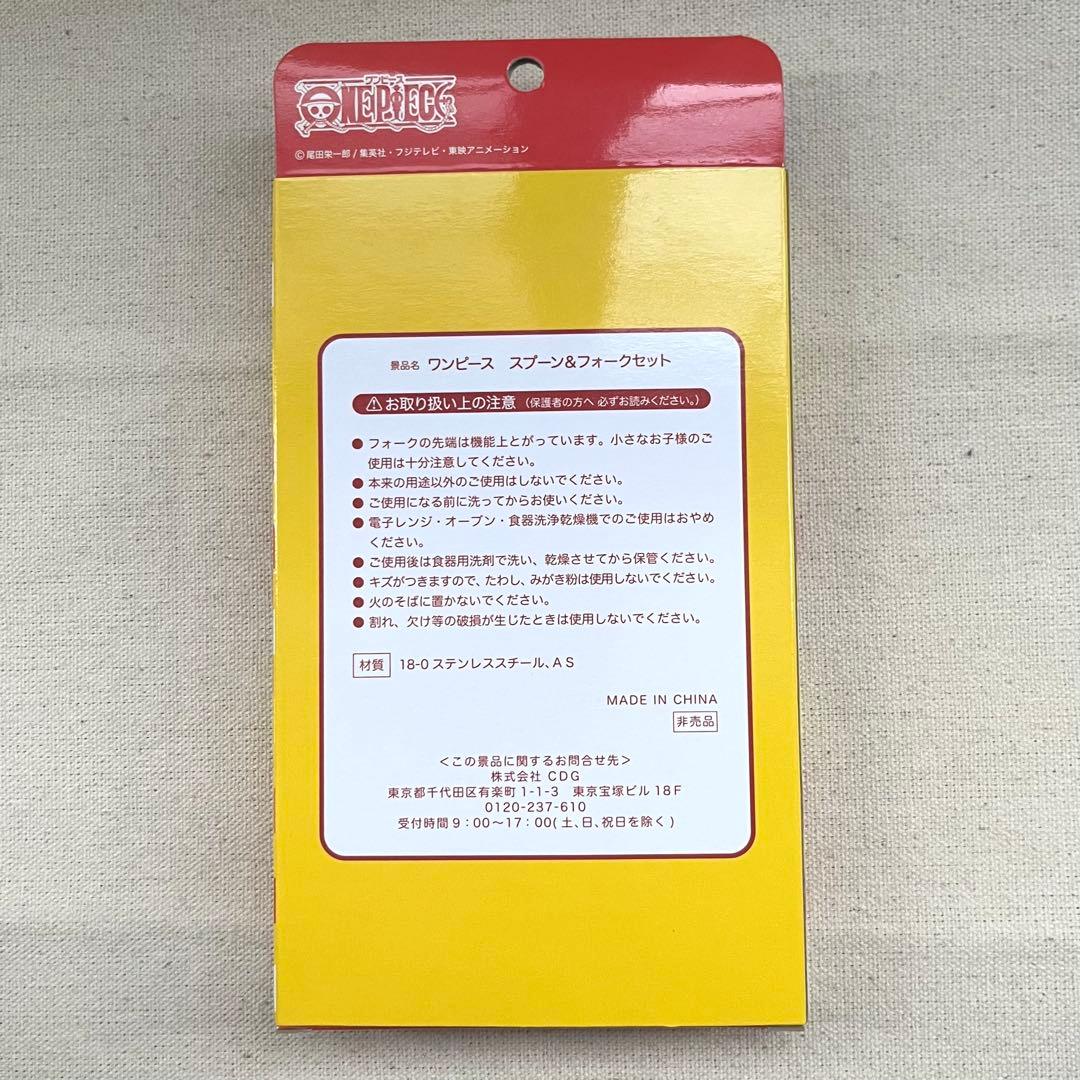 ワンピース
ONE PIECE
©尾田栄一郎/集英社・フジテレビ・東映アニメーション
景品名 ワンピース スプーン&フォークセット
⚠お取り扱い上の注意 (保護者の方へ 必ずお読みください。)
● フォークの先端は機能上とがっています。小さなお子様のご
使用は十分注意してください。
● 本来の用途以外のご使用はしないでください。
● ご使用になる前に洗ってからお使いください。
● 電子レンジ・オーブン・食器洗浄乾燥機でのご使用はおやめ
ください。
● ご使用後は食器用洗剤で洗い、乾燥させてから保管ください。
● キズがつきますので、たわし、みがき粉は使用しないでください。
● 火のそばに置かないでください。
● 割れ、欠け等の破損が生じたときは使用しないでください。
材質 18-0 ステンレススチール、A S
MADE IN CHINA
非売品
<この景品に関するお問合せ先>
株式会社 CDG
東京都千代田区有楽町 1-1-3 東京宝塚ビル 18F
0120-237-610
受付時間 9:00〜17:00(土、日、祝日を除く)